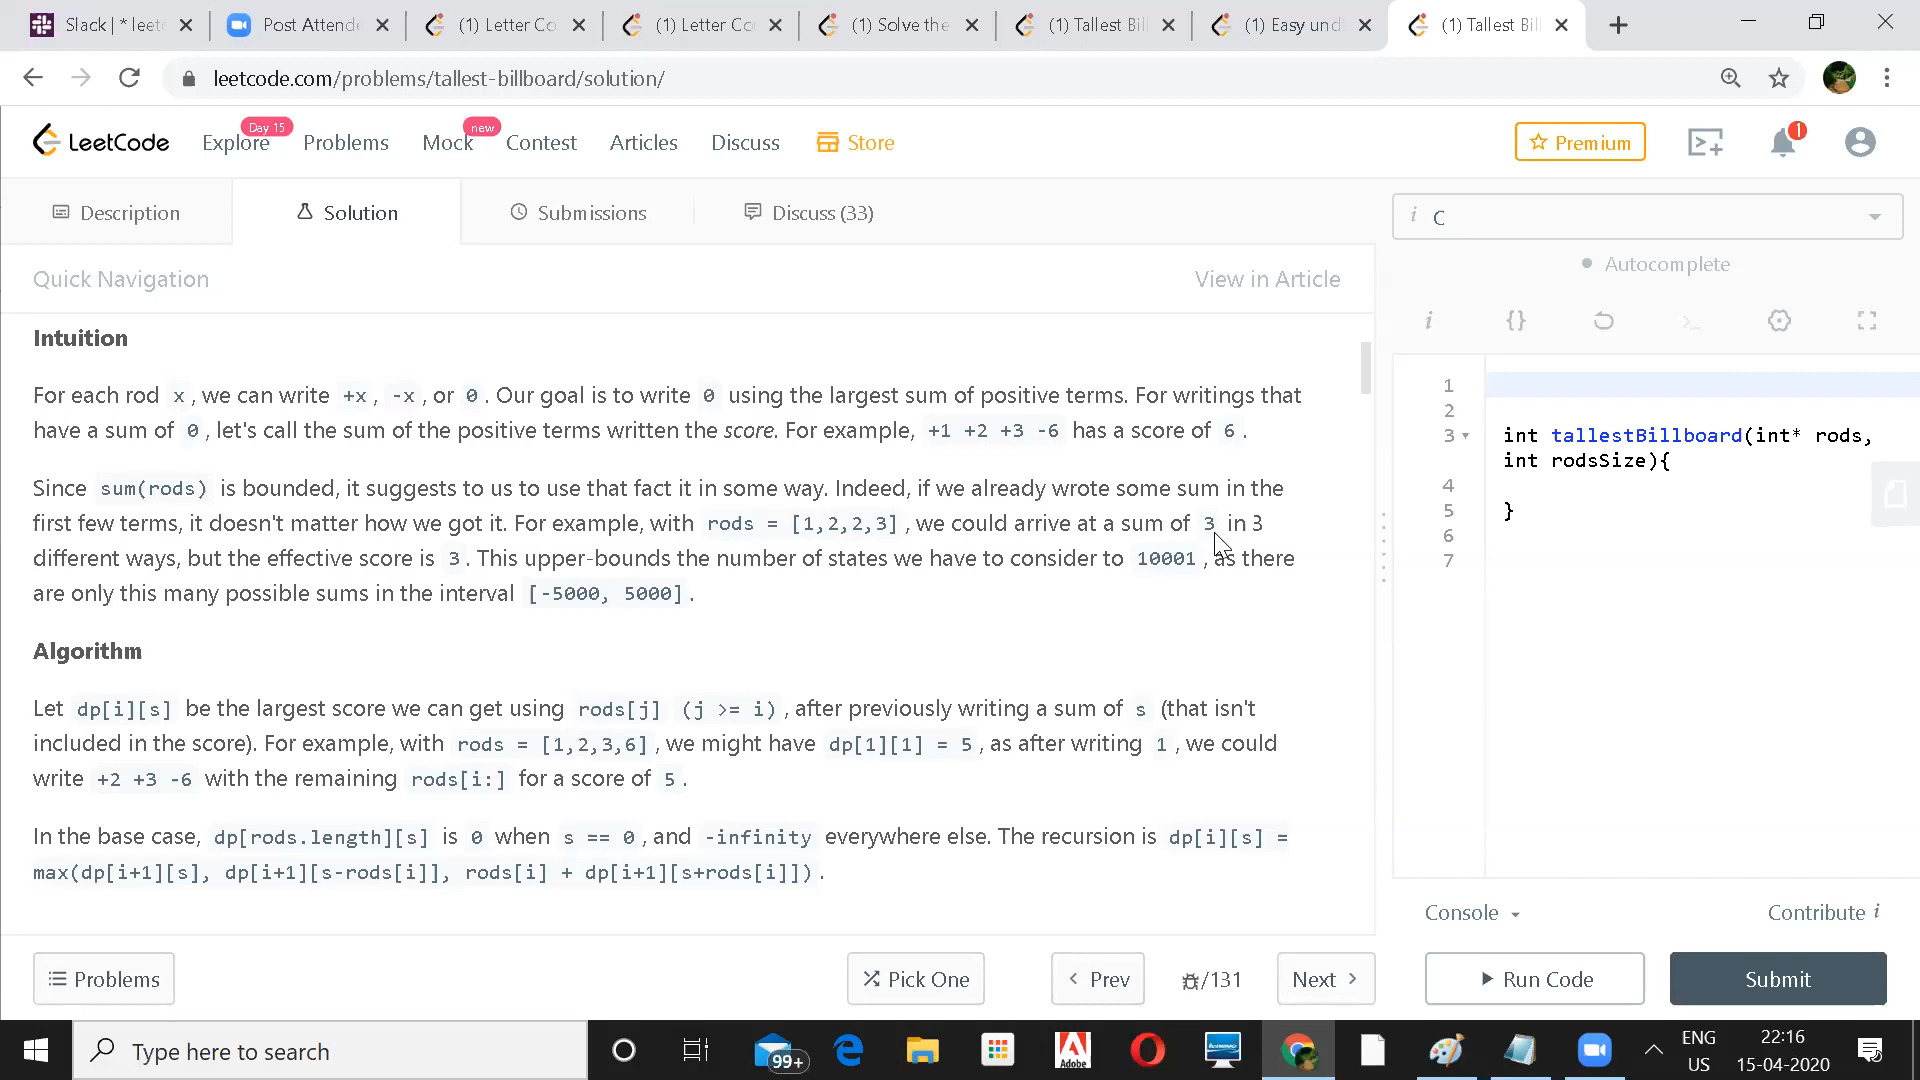 Slack | * leet
Post Attende
(1) Letter Co
(1) Letter Cor
(1) Solve the
(1) Tallest Bil
(1) Easy und
(1) Tallest Bil
leetcode.com/problems/tallest-billboard/solution/
LeetCode
Explore
Day 15
Problems
Mock
new
Contest
Articles
Discuss
Store
Premium
1
Description
Solution
Submissions
Discuss (33)
i C
Autocomplete
Quick Navigation
View in Article
i {}
Intuition
For each rod x, we can write +x, -x, or 0. Our goal is to write 0 using the largest sum of positive terms. For writings that
have a sum of 0, let's call the sum of the positive terms written the score. For example, +1 +2 +3 -6 has a score of 6.
Since sum(rods) is bounded, it suggests to us to use that fact it in some way. Indeed, if we already wrote some sum in the
first few terms, it doesn't matter how we got it. For example, with rods = [1,2,2,3], we could arrive at a sum of 3 in 3
different ways, but the effective score is 3. This upper-bounds the number of states we have to consider to 10001, as there
are only this many possible sums in the interval [-5000, 5000].
Algorithm
Let dp[i][s] be the largest score we can get using rods[j] (j >= i), after previously writing a sum of s (that isn't
included in the score). For example, with rods = [1,2,3,6], we might have dp[1][1] = 5, as after writing 1, we could
write +2 +3 -6 with the remaining rods[i:] for a score of 5.
In the base case, dp[rods.length][s] is 0 when s == 0, and -infinity everywhere else. The recursion is dp[i][s] =
max(dp[i+1][s], dp[i+1][s-rods[i]], rods[i] + dp[i+1][s+rods[i]]).
1
2
3 int tallestBillboard(int* rods,
int rodsSize){
4
5 }
6
7
Console
Contribute i
Problems
Pick One
Prev
/131
Next
Run Code
Submit
Type here to search
99+
Adobe
Lenovo
ENG
US
22:16
15-04-2020